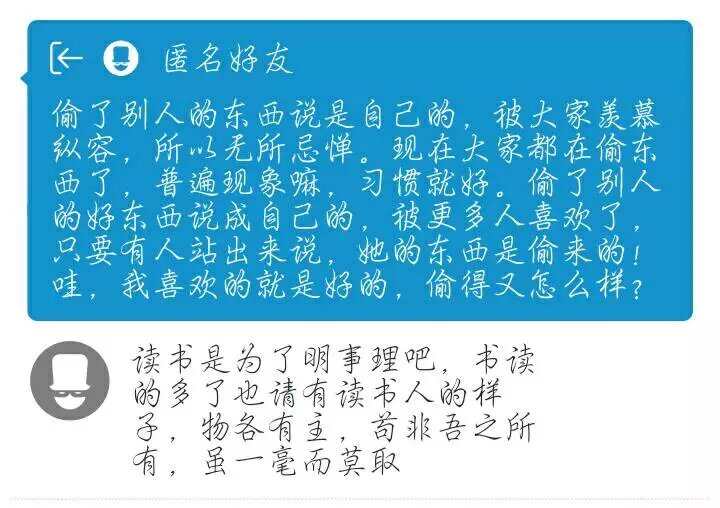 匿名好友
偷了别人的东西说是自己的，被大家羡慕
纵容，所以无所忌惮。现在大家都在偷东
西了，普遍现象嘛，习惯就好。偷了别人
的好东西说成自己的，被更多人喜欢了，
只要有人站出来说，她的东西是偷来的！
哇，我喜欢的就是好的，偷得又怎么样？
读书是为了明事理吧，书读
的多了也请有读书人的样
子，物各有主，苟非吾之所
有，虽一毫而莫取